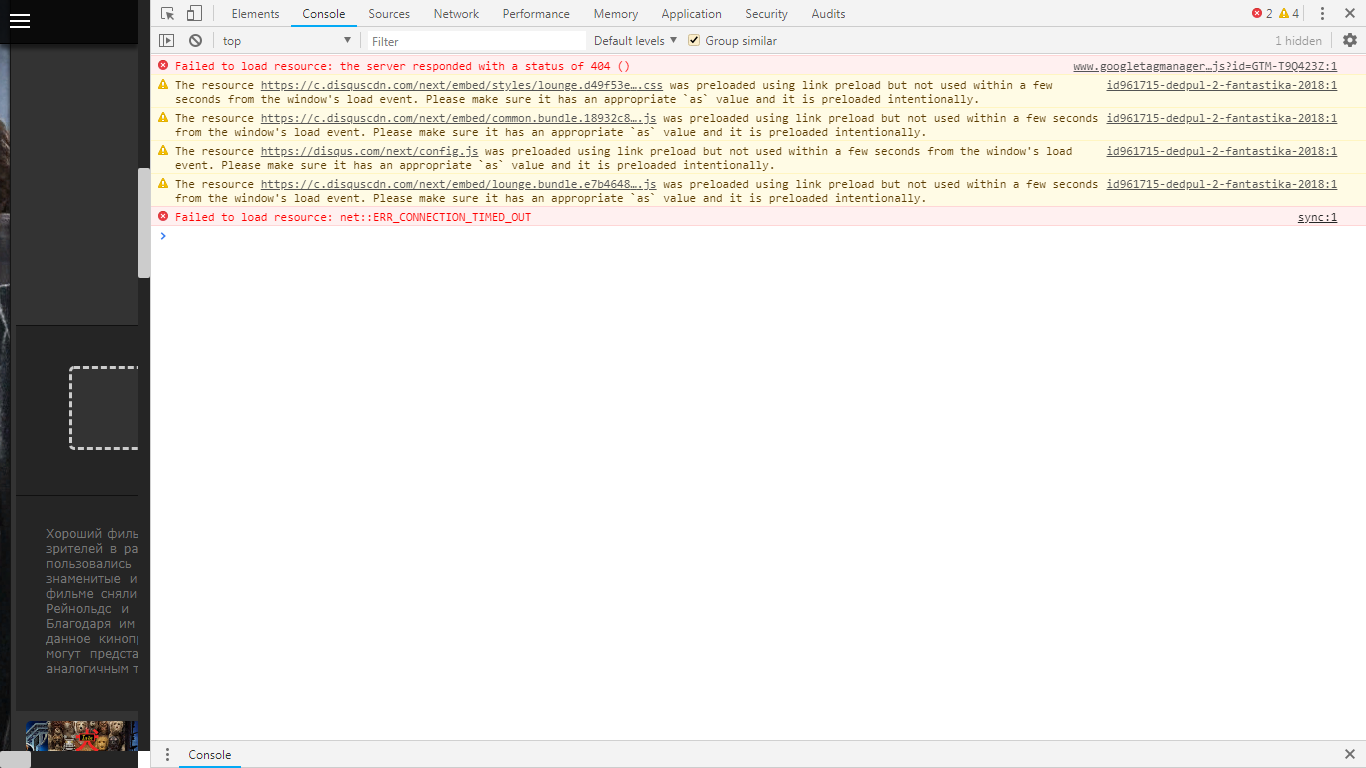 Elements Console Sources Network Performance Memory Application Security Audits 2 4
top Filter Default levels Group similar 1 hidden
Failed to load resource: the server responded with a status of 404 () www.googletagmanager…js?id=GTM-T9Q423Z:1
The resource https://c.disquscdn.com/next/embed/styles/lounge.d49f53e….css was preloaded using link preload but not used within a few id961715-dedpul-2-fantastika-2018:1
seconds from the window's load event. Please make sure it has an appropriate `as` value and it is preloaded intentionally.
The resource https://c.disquscdn.com/next/embed/common.bundle.18932c8….js was preloaded using link preload but not used within a few seconds id961715-dedpul-2-fantastika-2018:1
from the window's load event. Please make sure it has an appropriate `as` value and it is preloaded intentionally.
The resource https://disqus.com/next/config.js was preloaded using link preload but not used within a few seconds from the window's load id961715-dedpul-2-fantastika-2018:1
event. Please make sure it has an appropriate `as` value and it is preloaded intentionally.
The resource https://c.disquscdn.com/next/embed/lounge.bundle.e7b4648….js was preloaded using link preload but not used within a few seconds id961715-dedpul-2-fantastika-2018:1
from the window's load event. Please make sure it has an appropriate `as` value and it is preloaded intentionally.
Failed to load resource: net::ERR_CONNECTION_TIMED_OUT sync:1
Хороший филь
зрителей в ра
пользовались
знаменитые и
фильме сняли
Рейнольдс и
Благодаря им
данное киноп
могут предста
аналогичным т
Console